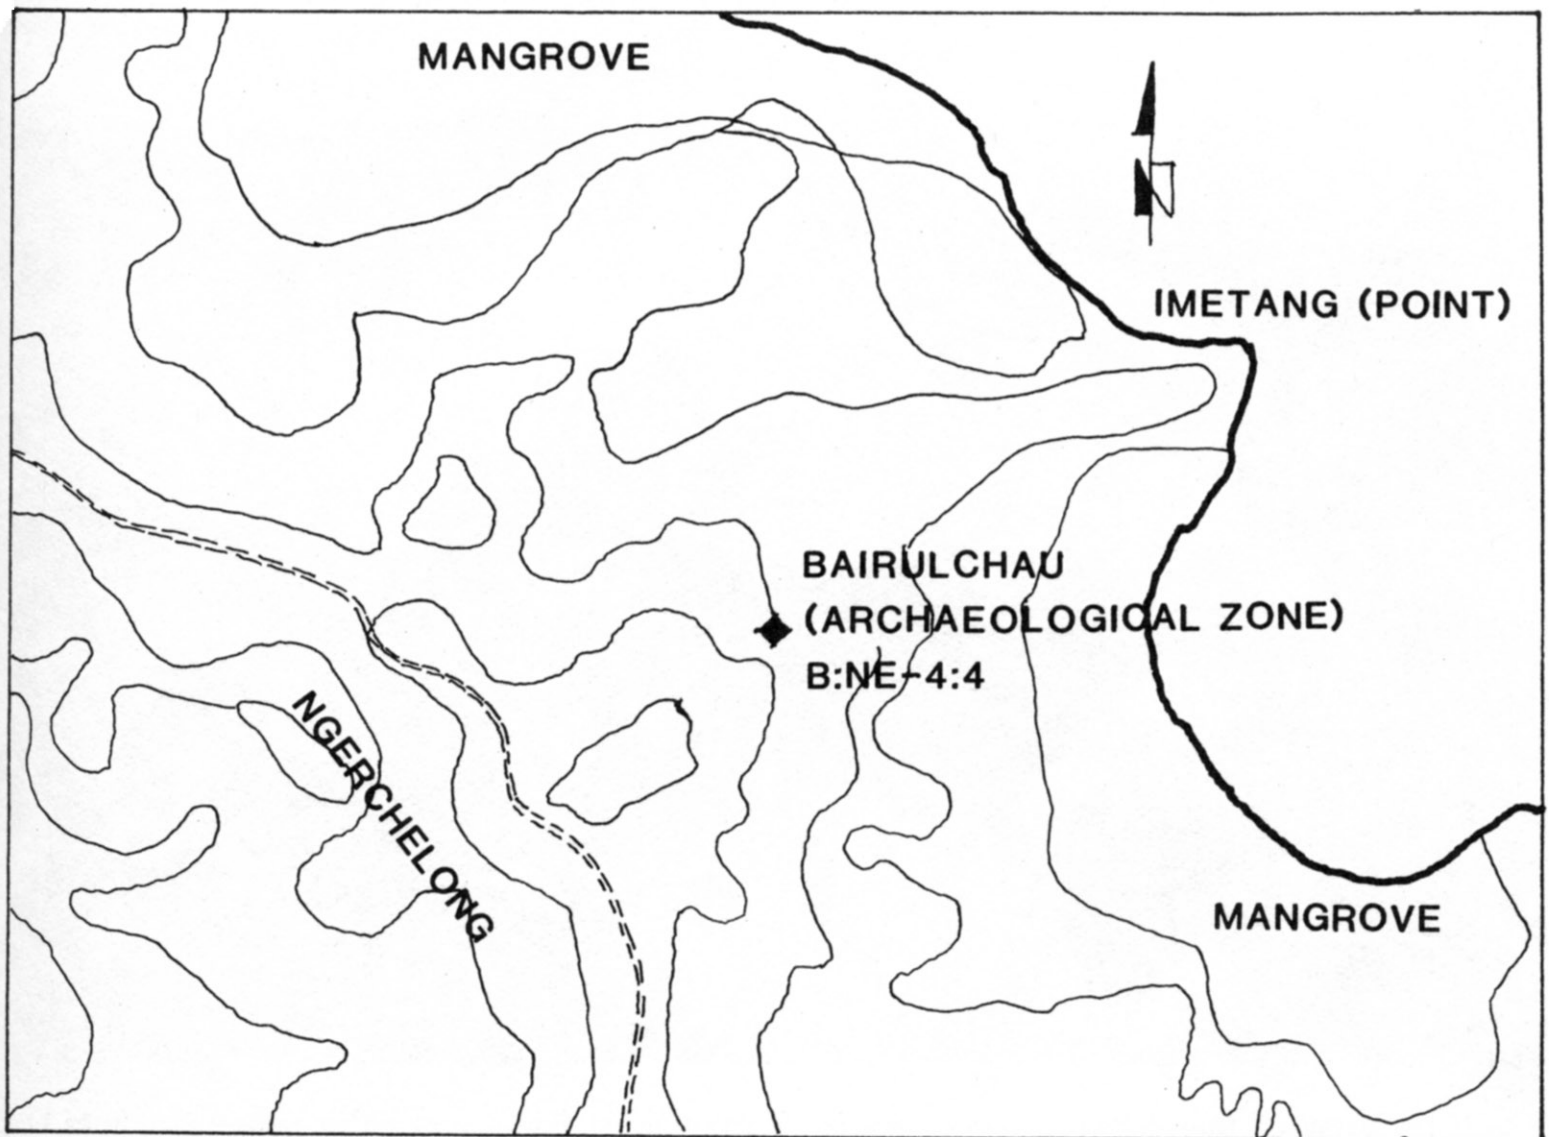 MANGROVE
N
IMETANG (POINT)
BAIRULCHAU
(ARCHAEOLOGICAL ZONE)
B:NE-4:4
NGERCHELONG
MANGROVE